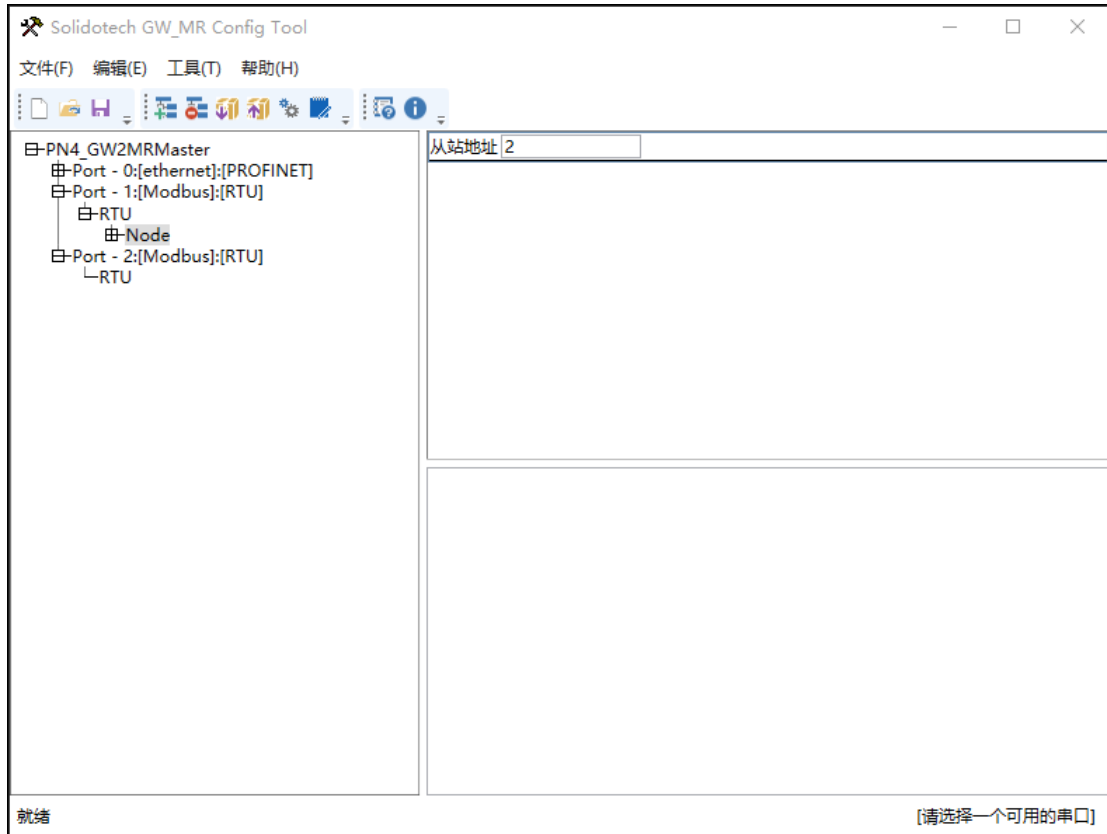 Solidotech GW_MR Config Tool
文件(F) 编辑(E) 工具(T) 帮助(H)
PN4_GW2MRMaster
Port - 0:[ethernet]:[PROFINET]
Port - 1:[Modbus]:[RTU]
RTU
Node
Port - 2:[Modbus]:[RTU]
RTU
从站地址 2
就绪
[请选择一个可用的串口]